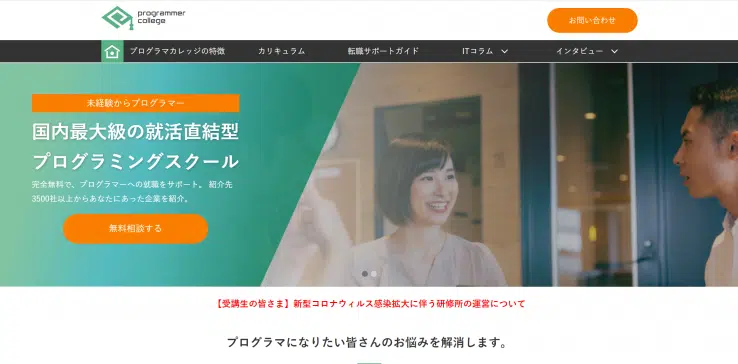 programmer
college
お問い合わせ
プログラマカレッジの特徴 カリキュラム 転職サポートガイド ITコラム インタビュー
未経験からプログラマー
国内最大級の就活直結型
プログラミングスクール
完全無料で、プログラマーへの就職をサポート。 紹介先
3500社以上からあなたにあった企業を紹介。
無料相談する
【受講生の皆さま】新型コロナウィルス感染拡大に伴う研修所の運営について
プログラマになりたい皆さんのお悩みを解消します。